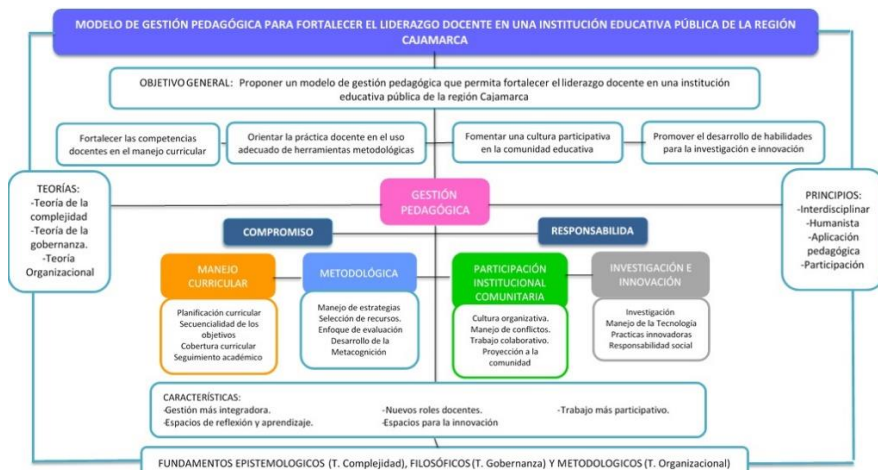 MODELO DE GESTIÓN PEDAGÓGICA PARA FORTALECER EL LIDERAZGO DOCENTE EN UNA INSTITUCIÓN EDUCATIVA PÚBLICA DE LA REGIÓN
CAJAMARCA
OBJETIVO GENERAL: Proponer un modelo de gestión pedagógica que permita fortalecer el liderazgo docente en una institución
educativa pública de la región Cajamarca
Fortalecer las competencias
docentes en el manejo curricular
Orientar la práctica docente en el uso
adecuado de herramientas metodológicas
Fomentar una cultura participativa
en la comunidad educativa
Promover el desarrollo de habilidades
para la investigación e innovación
TEORÍAS:
-Teoría de la
complejidad
-Teoría de la
gobernanza.
-Teoría
Organizacional
GESTIÓN
PEDAGÓGICA
PRINCIPIOS:
-Interdisciplinar
-Humanista
-Aplicación
pedagógica
-Participación
COMPROMISO
RESPONSABILIDA
MANEJO
CURRICULAR
METODOLÓGICA
PARTICIPACIÓN
INSTITUCIONAL
COMUNITARIA
INVESTIGACIÓN E
INNOVACIÓN
Planificación curricular
Secuencialidad de los
objetivos
Cobertura curricular
Seguimiento académico
Manejo de estrategias
Selección de recursos.
Enfoque de evaluación
Desarrollo de la
Metacognición
Cultura organizativa.
Manejo de conflictos.
Trabajo colaborativo.
Proyección a la
comunidad
Investigación
Manejo de la Tecnología
Practicas innovadoras
Responsabilidad social
CARACTERÍSTICAS:
-Gestión más integradora. -Nuevos roles docentes. -Trabajo más participativo.
-Espacios de reflexión y aprendizaje. -Espacios para la innovación
FUNDAMENTOS EPISTEMOLOGICOS (T. Complejidad), FILOSÓFICOS (T. Gobernanza) Y METODOLOGICOS (T. Organizacional)